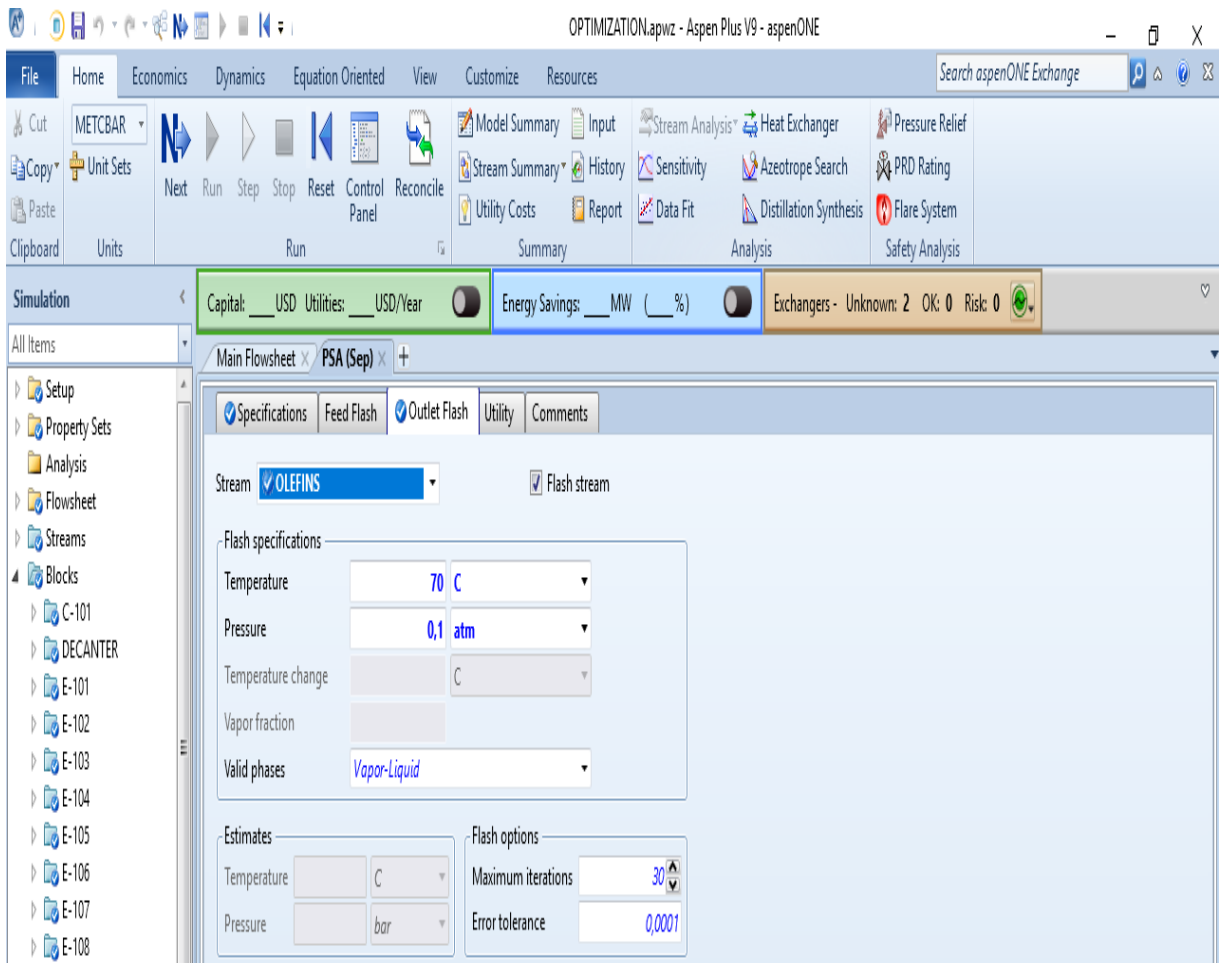 OPTIMIZATION.apwz - Aspen Plus V9 - aspenONE
File Home Economics Dynamics Equation Oriented View Customize Resources Search aspenONE Exchange
Cut METCBAR Model Summary Input Stream Analysis Heat Exchanger Pressure Relief
Copy Unit Sets Next Run Step Stop Reset Control Panel Reconcile Stream Summary History Sensitivity Azeotrope Search PRD Rating
Paste Utility Costs Report Data Fit Distillation Synthesis Flare System
Clipboard Units Run Summary Analysis Safety Analysis
Simulation Capital: ____USD Utilities: ____USD/Year Energy Savings: ____MW (____%) Exchangers - Unknown: 2 OK: 0 Risk: 0
All Items Main Flowsheet PSA (Sep) +
Setup
Property Sets
Analysis
Flowsheet
Streams
Blocks
C-101
DECANTER
E-101
E-102
E-103
E-104
E-105
E-106
E-107
E-108
Specifications Feed Flash Outlet Flash Utility Comments
Stream OLEFINS Flash stream
Flash specifications
Temperature 70 C
Pressure 0,1 atm
Temperature change C
Vapor fraction
Valid phases Vapor-Liquid
Estimates
Temperature C
Pressure bar
Flash options
Maximum iterations 30
Error tolerance 0,0001